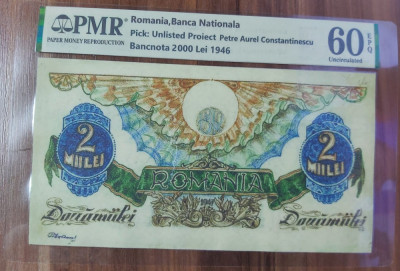 PMR
PAPER MONEY REPRODUCTION
Romania,Banca Nationala
Pick: Unlisted Proiect Petre Aurel Constantinescu
Bancnota 2000 Lei 1946
60 EPQ
Uncirculated
2
MII LEI
2
MII LEI
ROMANIA
1947
Douămiilei
Douămiilei